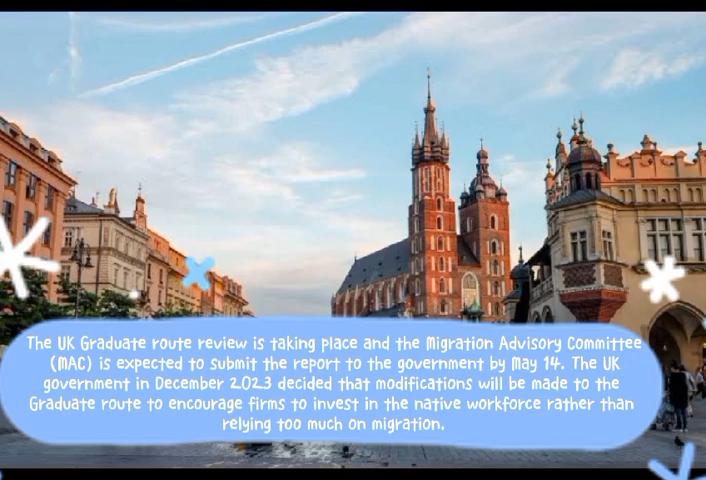 The UK Graduate route review is taking place and the Migration Advisory Committee
(MAC) is expected to submit the report to the government by May 14. The UK
government in December 2023 decided that modifications will be made to the
Graduate route to encourage firms to invest in the native workforce rather than
relying too much on migration.